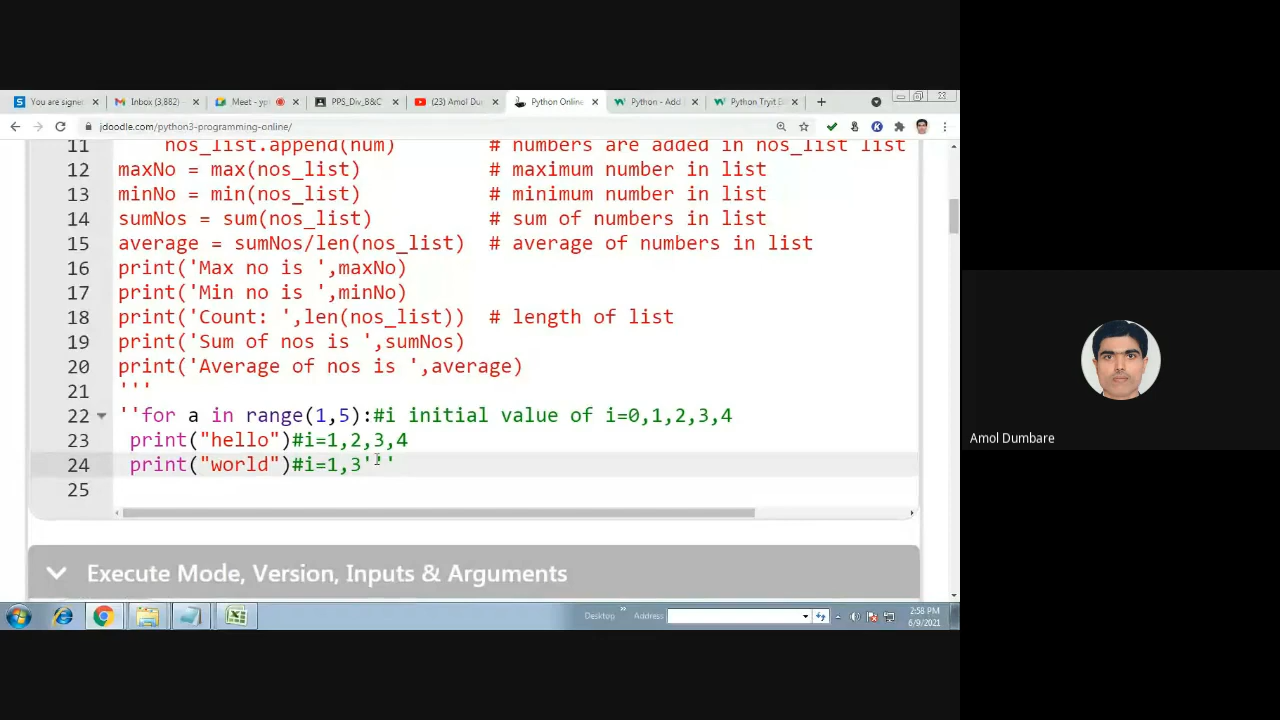 You are signe
Inbox (3,882)
Meet - yp
PPS_Div_B&C
(23) Amol Du
Python Online
Python - Add
Python Tryit E
jdoodle.com/python3-programming-online/
11 nos_list.append(num) # numbers are added in nos_list list
12 maxNo = max(nos_list) # maximum number in list
13 minNo = min(nos_list) # minimum number in list
14 sumNos = sum(nos_list) # sum of numbers in list
15 average = sumNos/len(nos_list) # average of numbers in list
16 print('Max no is ',maxNo)
17 print('Min no is ',minNo)
18 print('Count: ',len(nos_list)) # length of list
19 print('Sum of nos is ',sumNos)
20 print('Average of nos is ',average)
21 '''
22 ''for a in range(1,5):#i initial value of i=0,1,2,3,4
23 print("hello")#i=1,2,3,4
24 print("world")#i=1,3'''
25
Execute Mode, Version, Inputs & Arguments
Desktop
Address
2:58 PM
6/9/2021
Amol Dumbare